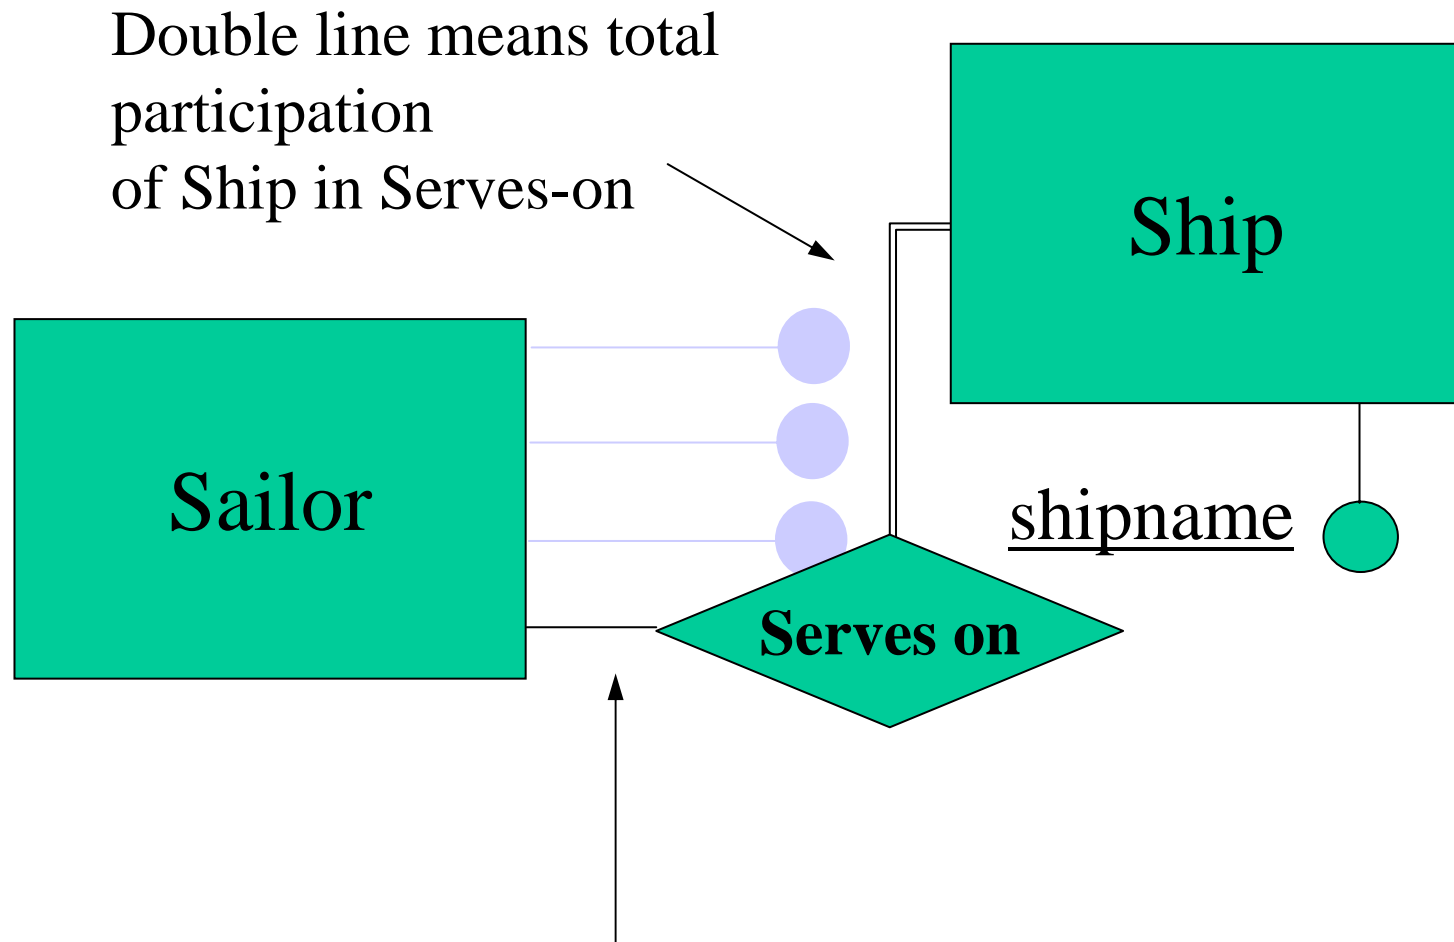 Double line means total
participation
of Ship in Serves-on
Ship
Sailor
shipname
Serves on